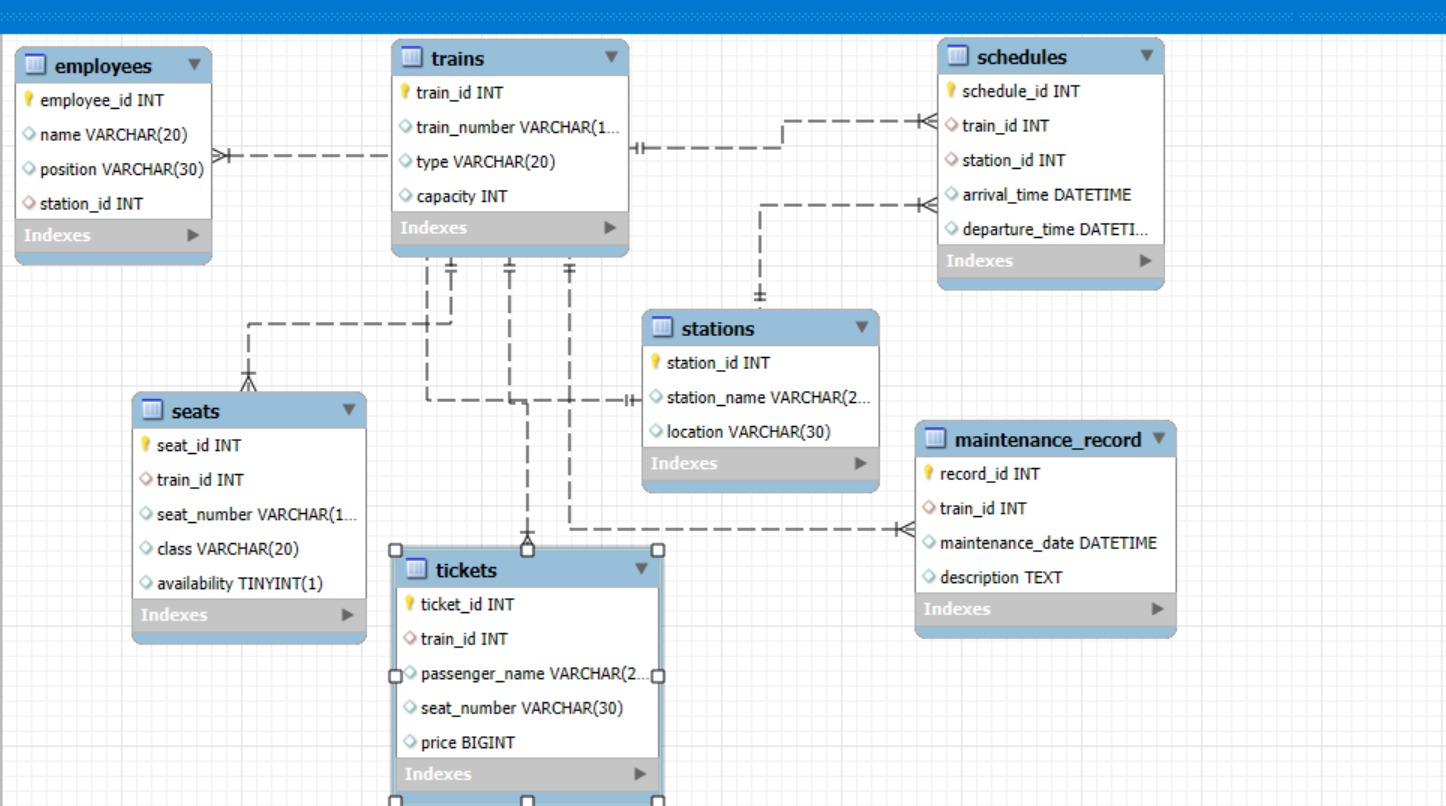 employees
employee_id INT
name VARCHAR(20)
position VARCHAR(30)
station_id INT
Indexes
trains
train_id INT
train_number VARCHAR(1...
type VARCHAR(20)
capacity INT
Indexes
schedules
schedule_id INT
train_id INT
station_id INT
arrival_time DATETIME
departure_time DATETI...
Indexes
stations
station_id INT
station_name VARCHAR(2...
location VARCHAR(30)
Indexes
seats
seat_id INT
train_id INT
seat_number VARCHAR(1...
class VARCHAR(20)
availability TINYINT(1)
Indexes
maintenance_record
record_id INT
train_id INT
maintenance_date DATETIME
description TEXT
Indexes
tickets
ticket_id INT
train_id INT
passenger_name VARCHAR(2...
seat_number VARCHAR(30)
price BIGINT
Indexes